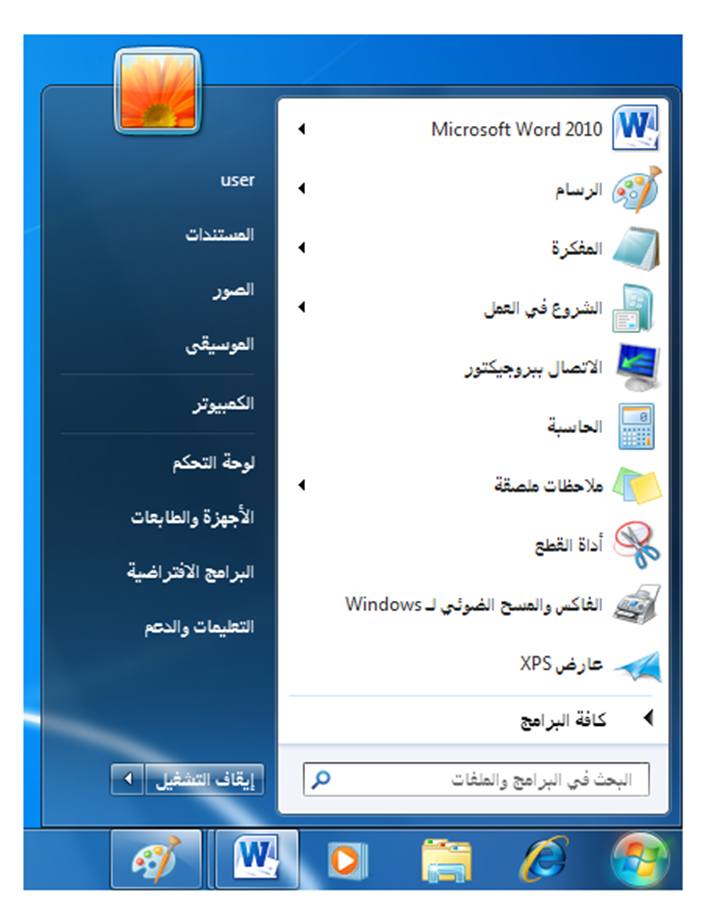 Microsoft Word 2010
الرسام
المفكرة
الشروع في العمل
الاتصال ببروجيكتور
الحاسبة
ملاحظات ملصقة
أداة القطع
الفاكس والمسح الضوئي لـ Windows
عارض XPS
كافة البرامج
البحث في البرامج والملفات
user
المستندات
الصور
الموسيقى
الكمبيوتر
لوحة التحكم
الأجهزة والطابعات
البرامج الافتراضية
التعليمات والدعم
إيقاف التشغيل